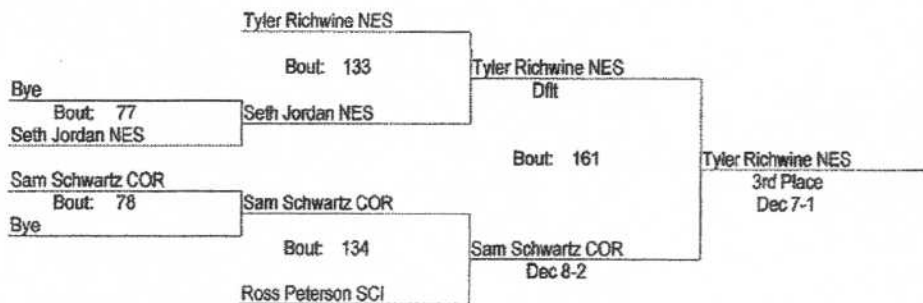 Tyler Richwine NES
Bout: 133
Tyler Richwine NES
Dflt
Bye
Bout: 77
Seth Jordan NES
Seth Jordan NES
Bout: 161
Tyler Richwine NES
3rd Place
Dec 7-1
Sam Schwartz COR
Bout: 78
Sam Schwartz COR
Bye
Bout: 134
Sam Schwartz COR
Dec 8-2
Ross Peterson SCI